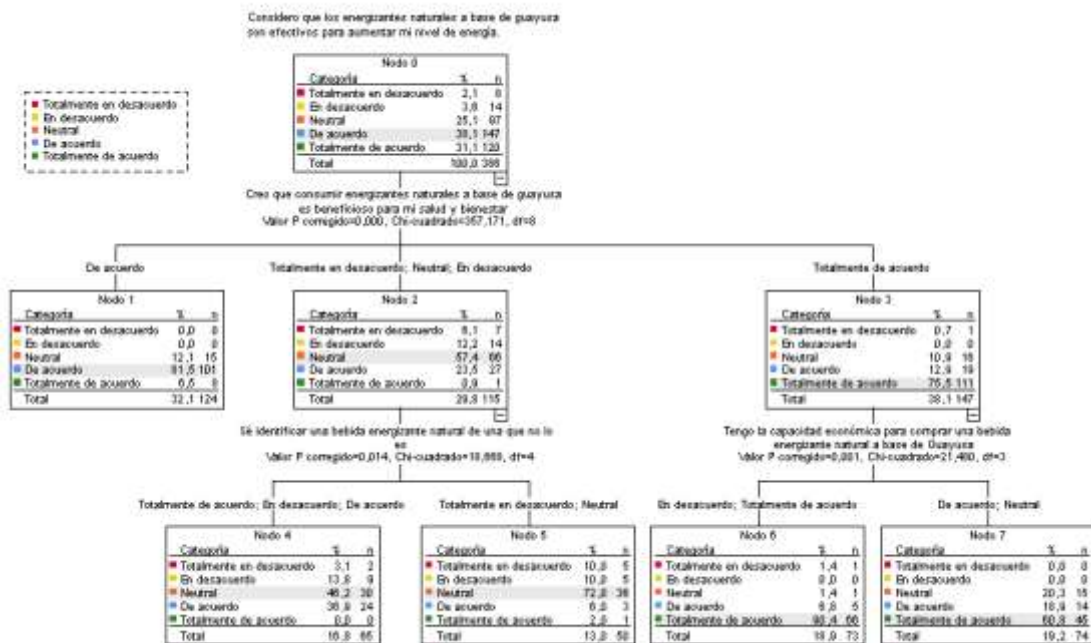 Considero que los energizantes naturales a base de guayusa
son efectivos para aumentar mi nivel de energía.
Nodo 0
Categoría % n
Totalmente en desacuerdo 2,1 8
En desacuerdo 3,6 14
Neutral 25,1 97
De acuerdo 38,1 147
Totalmente de acuerdo 31,1 120
Total 100,0 386
Totalmente en desacuerdo
En desacuerdo
Neutral
De acuerdo
Totalmente de acuerdo
Creo que consumir energizantes naturales a base de guayusa
es beneficioso para mi salud y bienestar
Valor P corregido=0,000, Chi-cuadrado=357,171, df=8
De acuerdo
Totalmente en desacuerdo; Neutral; En desacuerdo
Totalmente de acuerdo
Nodo 1
Categoría % n
Totalmente en desacuerdo 0,0 0
En desacuerdo 0,0 0
Neutral 12,1 15
De acuerdo 81,5 101
Totalmente de acuerdo 6,5 8
Total 32,1 124
Nodo 2
Categoría % n
Totalmente en desacuerdo 6,1 7
En desacuerdo 12,2 14
Neutral 57,4 66
De acuerdo 23,5 27
Totalmente de acuerdo 0,9 1
Total 29,8 115
Nodo 3
Categoría % n
Totalmente en desacuerdo 0,7 1
En desacuerdo 0,0 0
Neutral 10,9 16
De acuerdo 12,9 19
Totalmente de acuerdo 75,5 111
Total 38,1 147
Sé identificar una bebida energizante natural de una que no lo
es
Valor P corregido=0,014, Chi-cuadrado= df=4
Tengo la capacidad económica para comprar una bebida
energizante natural a base de Guayusa
Valor P corregido=0,001, Chi-cuadrado=21,480, df=3
Totalmente de acuerdo; En desacuerdo; De acuerdo
Totalmente en desacuerdo; Neutral
En desacuerdo; Totalmente de acuerdo
De acuerdo; Neutral
Nodo 4
Categoría % n
Totalmente en desacuerdo 3,1 2
En desacuerdo 13,8 9
Neutral 46,2 30
De acuerdo 36,9 24
Totalmente de acuerdo 0,0 0
Total 16,8 65
Nodo 5
Categoría % n
Totalmente en desacuerdo 10,0 5
En desacuerdo 10,0 5
Neutral 72,0 36
De acuerdo 6,0 3
Totalmente de acuerdo 2,0 1
Total 13,0 50
Nodo 6
Categoría % n
Totalmente en desacuerdo 1,4 1
En desacuerdo 0,0 0
Neutral 1,4 1
De acuerdo 6,8 5
Totalmente de acuerdo 90,4 66
Total 18,9 73
Nodo 7
Categoría % n
Totalmente en desacuerdo 0,0 0
En desacuerdo 0,0 0
Neutral 20,3 15
De acuerdo 18,9 14
Totalmente de acuerdo 60,8 45
Total 19,2 74